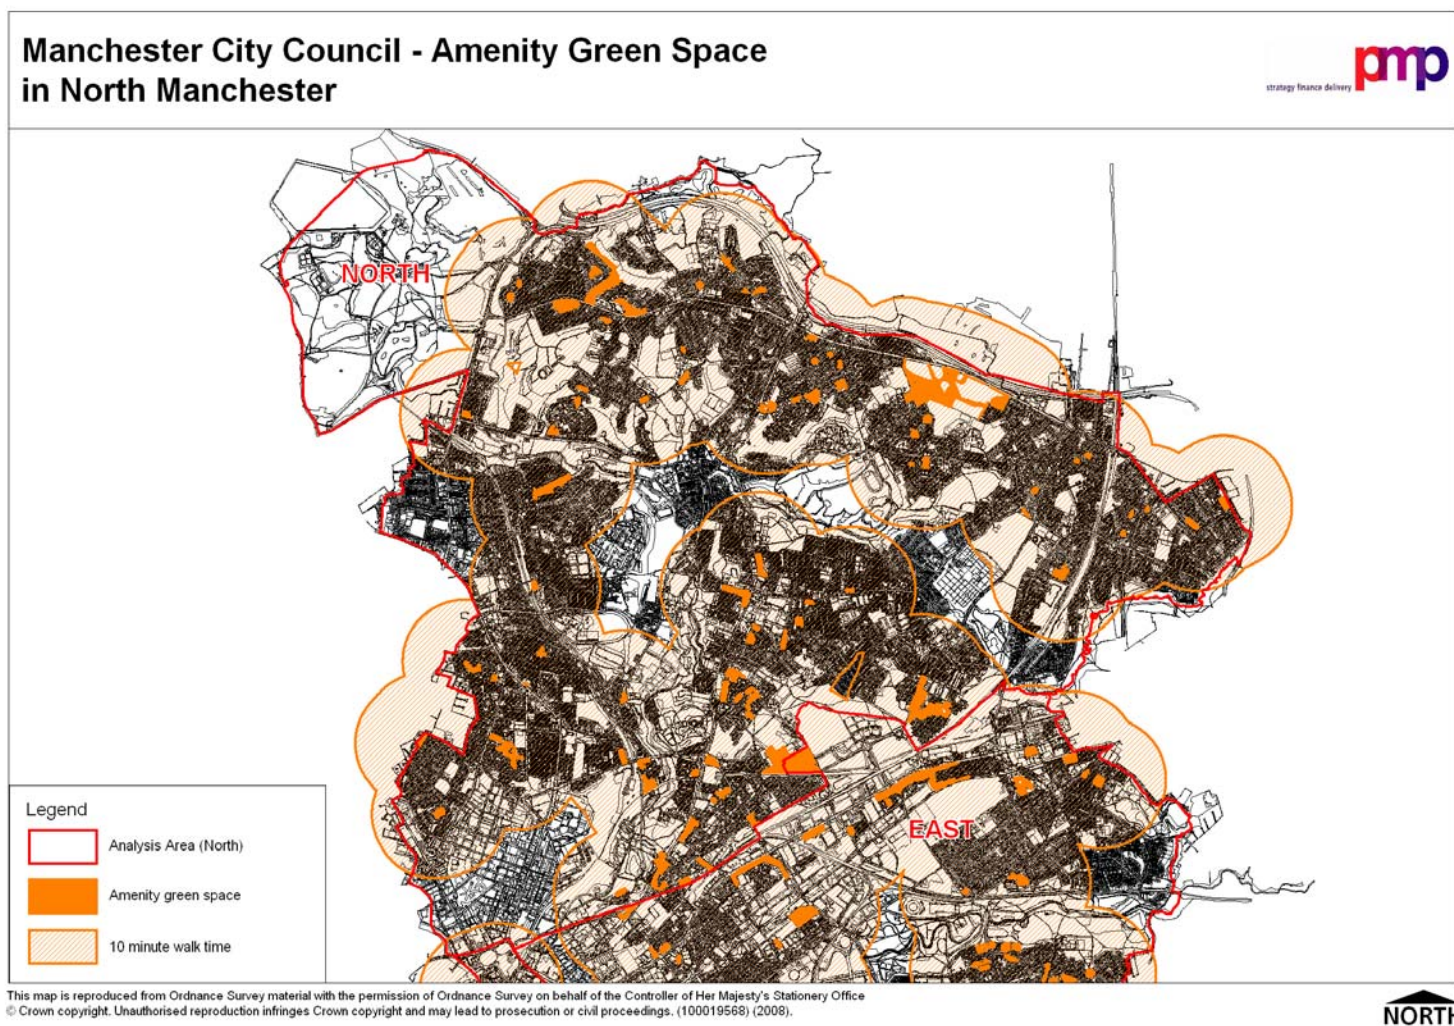 Manchester City Council - Amenity Green Space
in North Manchester
strategy finance delivery pmp
NORTH
EAST
Legend
Analysis Area (North)
Amenity green space
10 minute walk time
This map is reproduced from Ordnance Survey material with the permission of Ordnance Survey on behalf of the Controller of Her Majesty's Stationery Office
© Crown copyright. Unauthorised reproduction infringes Crown copyright and may lead to prosecution or civil proceedings. (100019568) (2008).
NORTH